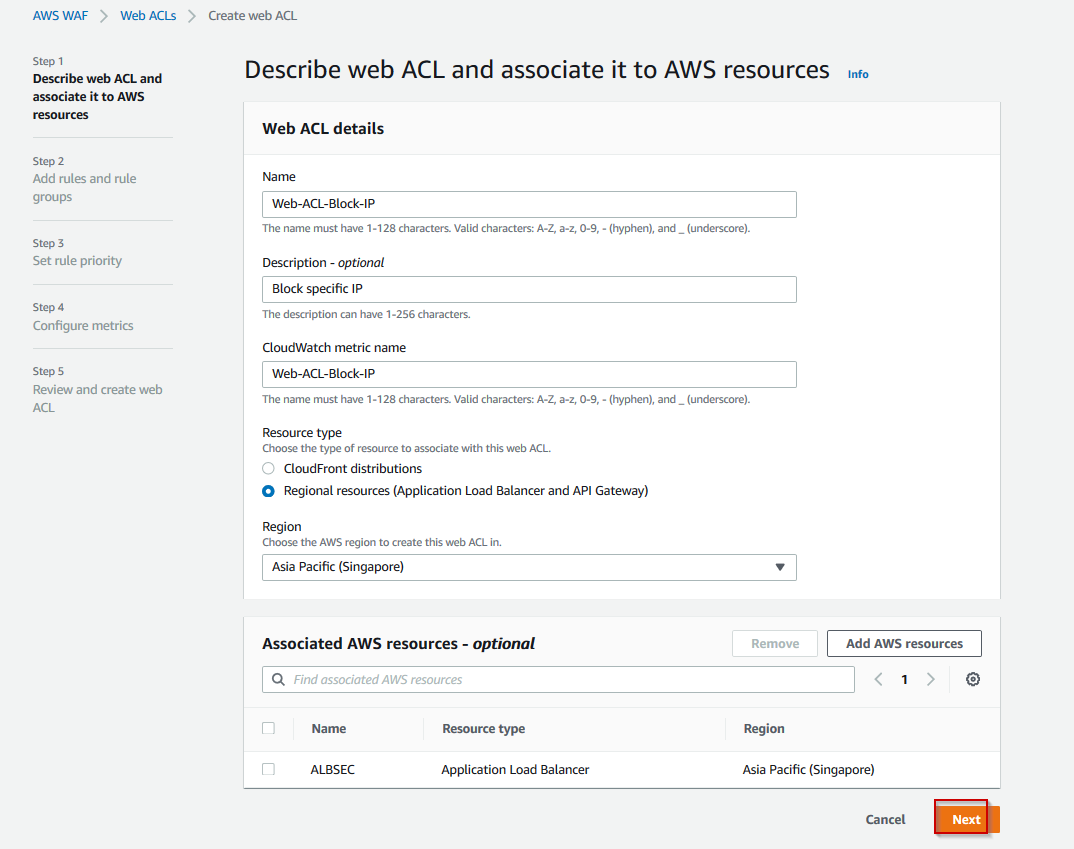 AWS WAF > Web ACLs > Create web ACL
Step 1
Describe web ACL and
associate it to AWS
resources
Step 2
Add rules and rule
groups
Step 3
Set rule priority
Step 4
Configure metrics
Step 5
Review and create web
ACL
Describe web ACL and associate it to AWS resources Info
Web ACL details
Name
Web-ACL-Block-IP
The name must have 1-128 characters. Valid characters: A-Z, a-z, 0-9, - (hyphen), and _ (underscore).
Description - optional
Block specific IP
The description can have 1-256 characters.
CloudWatch metric name
Web-ACL-Block-IP
The name must have 1-128 characters. Valid characters: A-Z, a-z, 0-9, - (hyphen), and _ (underscore).
Resource type
Choose the type of resource to associate with this web ACL.
CloudFront distributions
Regional resources (Application Load Balancer and API Gateway)
Region
Choose the AWS region to create this web ACL in.
Asia Pacific (Singapore)
Associated AWS resources - optional
Remove
Add AWS resources
Find associated AWS resources
1
Name Resource type Region
ALBSEC Application Load Balancer Asia Pacific (Singapore)
Cancel Next